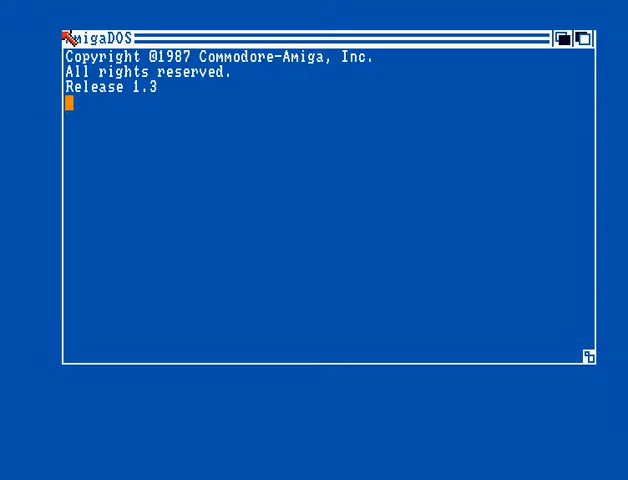 AmigaDOS
Copyright ©1987 Commodore-Amiga, Inc.
All rights reserved.
Release 1.3